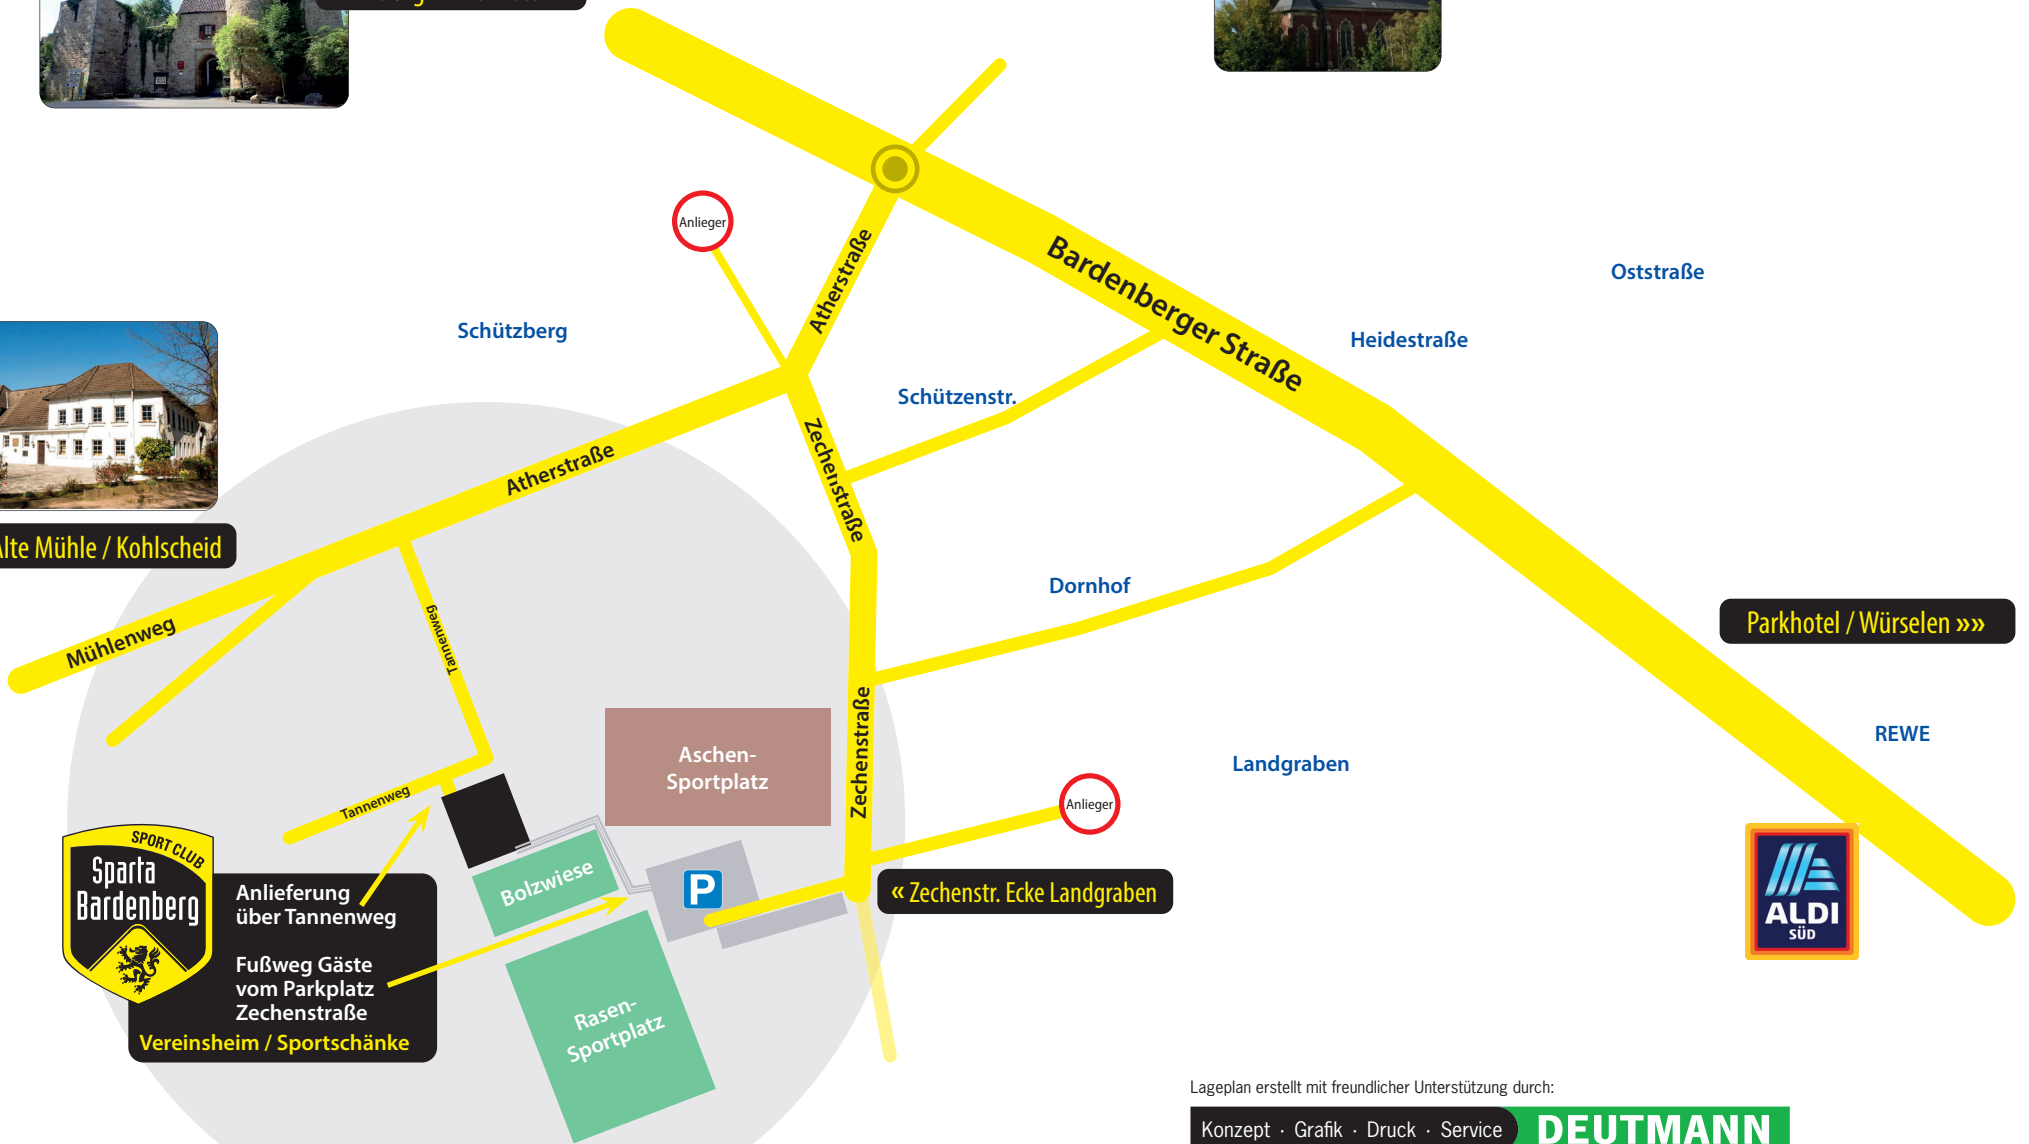 Anlieger
Atherstraße
Bardenberger Straße
Oststraße
Heidestraße
Schützberg
Schützenstr.
Zechenstraße
Atherstraße
Alte Mühle / Kohlscheid
Dornhof
Mühlenweg
Tannenweg
Parkhotel / Würselen »»
REWE
Zechenstraße
Aschen-
Sportplatz
Landgraben
Tannenweg
Anlieger
SPORT CLUB
Sparta
Bardenberg
Bolzwiese
P
« Zechenstr. Ecke Landgraben
Anlieferung
über Tannenweg
Fußweg Gäste
vom Parkplatz
Zechenstraße
Vereinsheim / Sportschänke
ALDI
SÜD
Rasen-
Sportplatz
Lageplan erstellt mit freundlicher Unterstützung durch:
Konzept · Grafik · Druck · Service
DEUTMANN